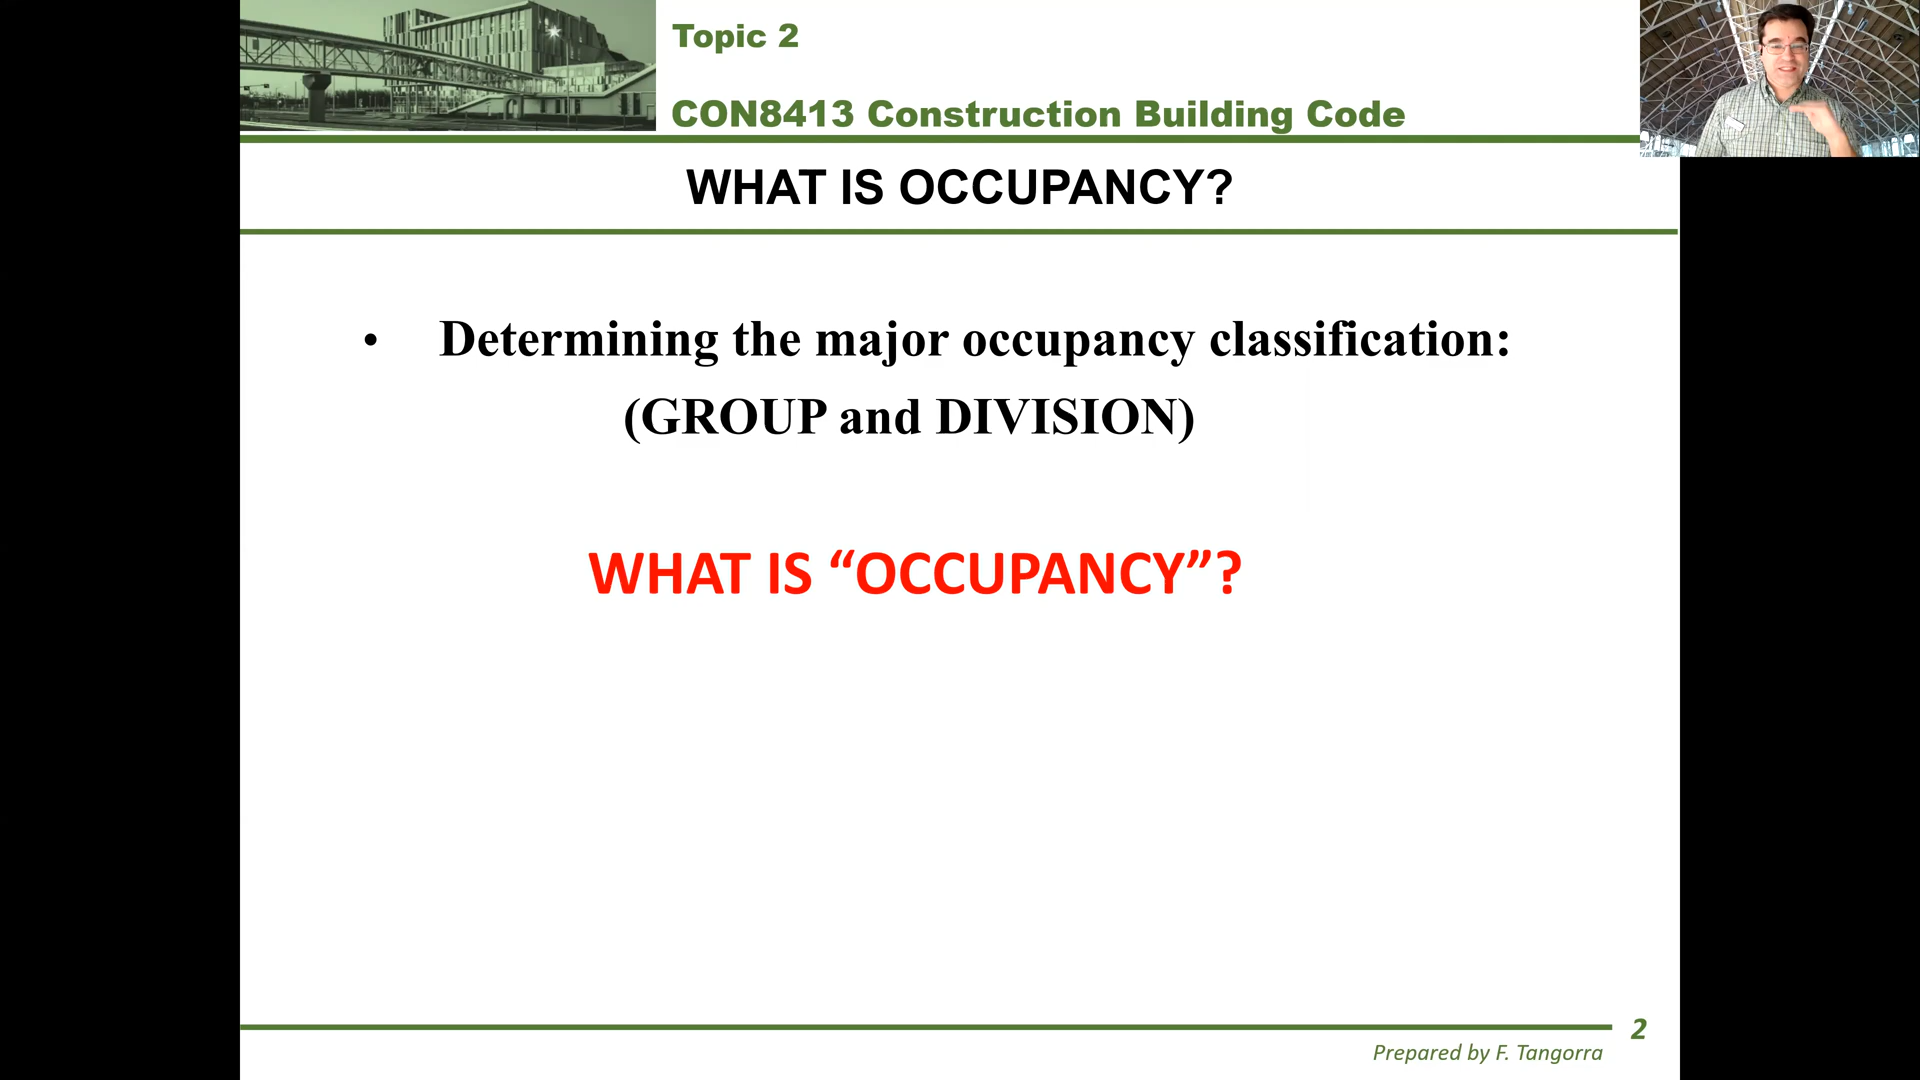 Topic 2
CON8413 Construction Building Code
WHAT IS OCCUPANCY?
• Determining the major occupancy classification:
(GROUP and DIVISION)
WHAT IS “OCCUPANCY”?
2
Prepared by F. Tangorra